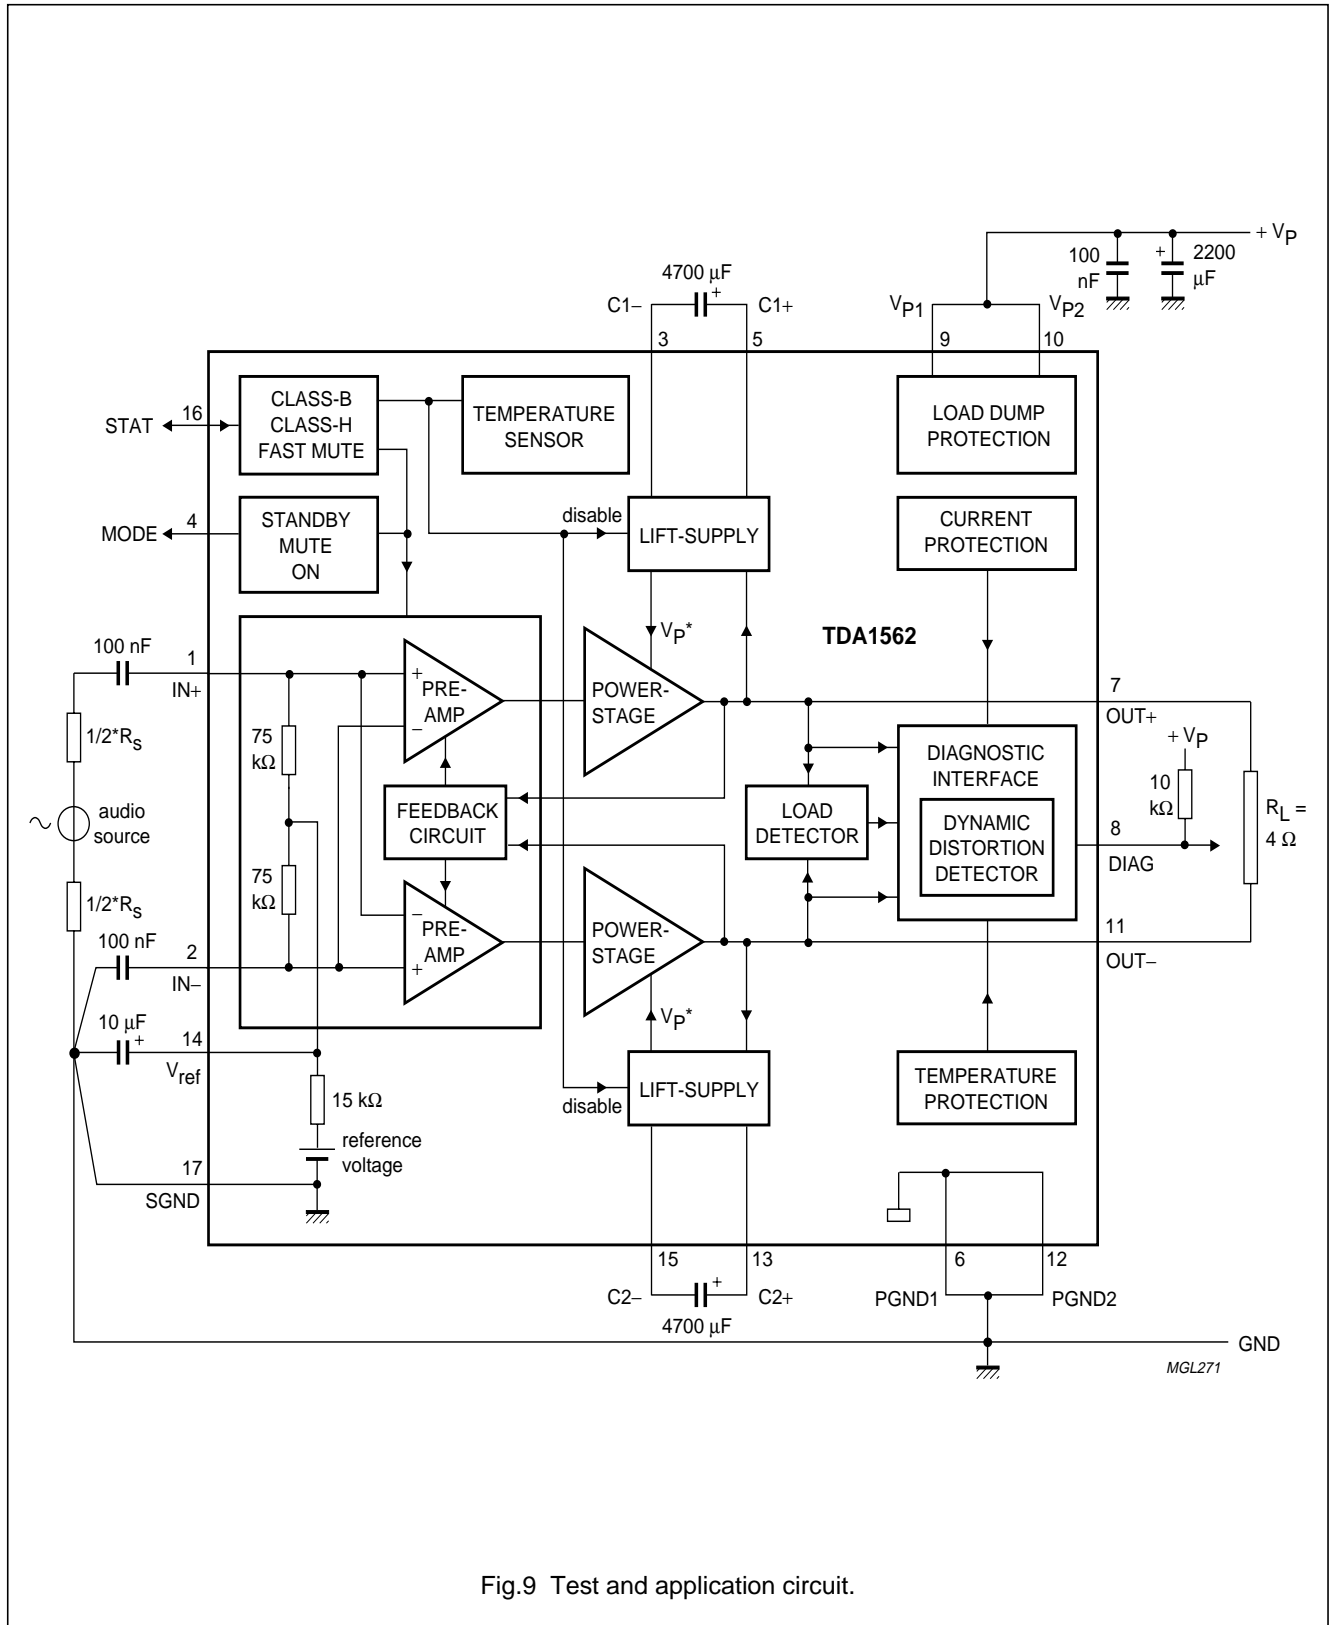 + VP
100
nF
+
2200
μF
4700 μF
+
C1−
C1+
VP1
VP2
3
5
9
10
CLASS-B
CLASS-H
FAST MUTE
TEMPERATURE
SENSOR
LOAD DUMP
PROTECTION
16
STAT
4
MODE
STANDBY
MUTE
ON
disable
LIFT-SUPPLY
CURRENT
PROTECTION
VP*
TDA1562
100 nF
1
IN+
+
PRE-
AMP
−
POWER-
STAGE
7
OUT+
1/2*RS
75
kΩ
+ VP
10
kΩ
DIAGNOSTIC
INTERFACE
audio
source
FEEDBACK
CIRCUIT
LOAD
DETECTOR
DYNAMIC
DISTORTION
DETECTOR
8
DIAG
RL =
4 Ω
75
kΩ
1/2*RS
−
PRE-
AMP
+
POWER-
STAGE
100 nF
2
IN−
11
OUT−
10 μF
+
14
Vref
VP*
15 kΩ
disable
LIFT-SUPPLY
TEMPERATURE
PROTECTION
reference
voltage
17
SGND
15
13
6
12
C2−
+
C2+
4700 μF
PGND1
PGND2
GND
MGL271
Fig.9 Test and application circuit.